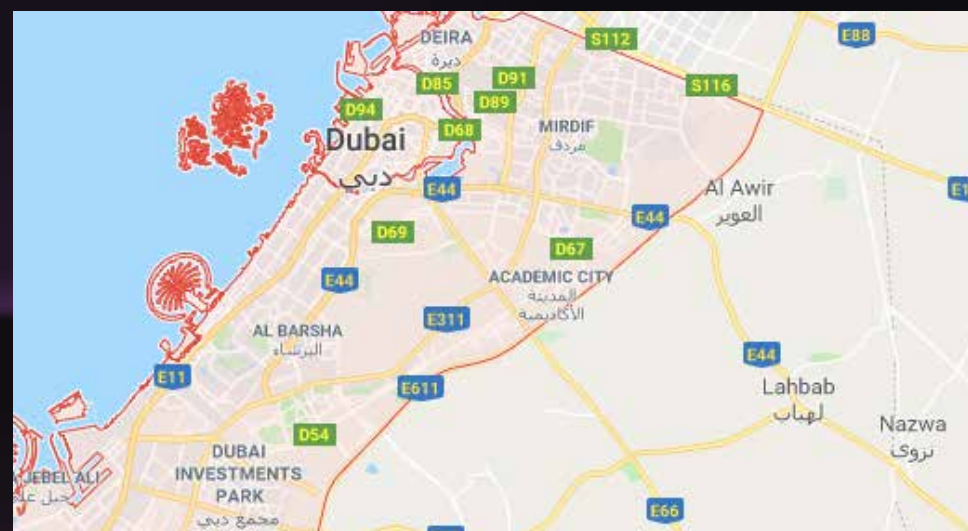 DEIRA
ديرة
S112
E88
D85
D91
S116
D94
D89
D68
MIRDIF
مردف
Dubai
دبي
E44
Al Awir
العوير
E44
D69
D67
E44
ACADEMIC CITY
المدينة
الأكاديمية
E311
AL BARSHA
البرشاء
E44
E11
E611
Lahbab
لهباب
D54
Nazwa
نزوى
DUBAI
INVESTMENTS
PARK
مجمع دبي
JEBEL ALI
E66